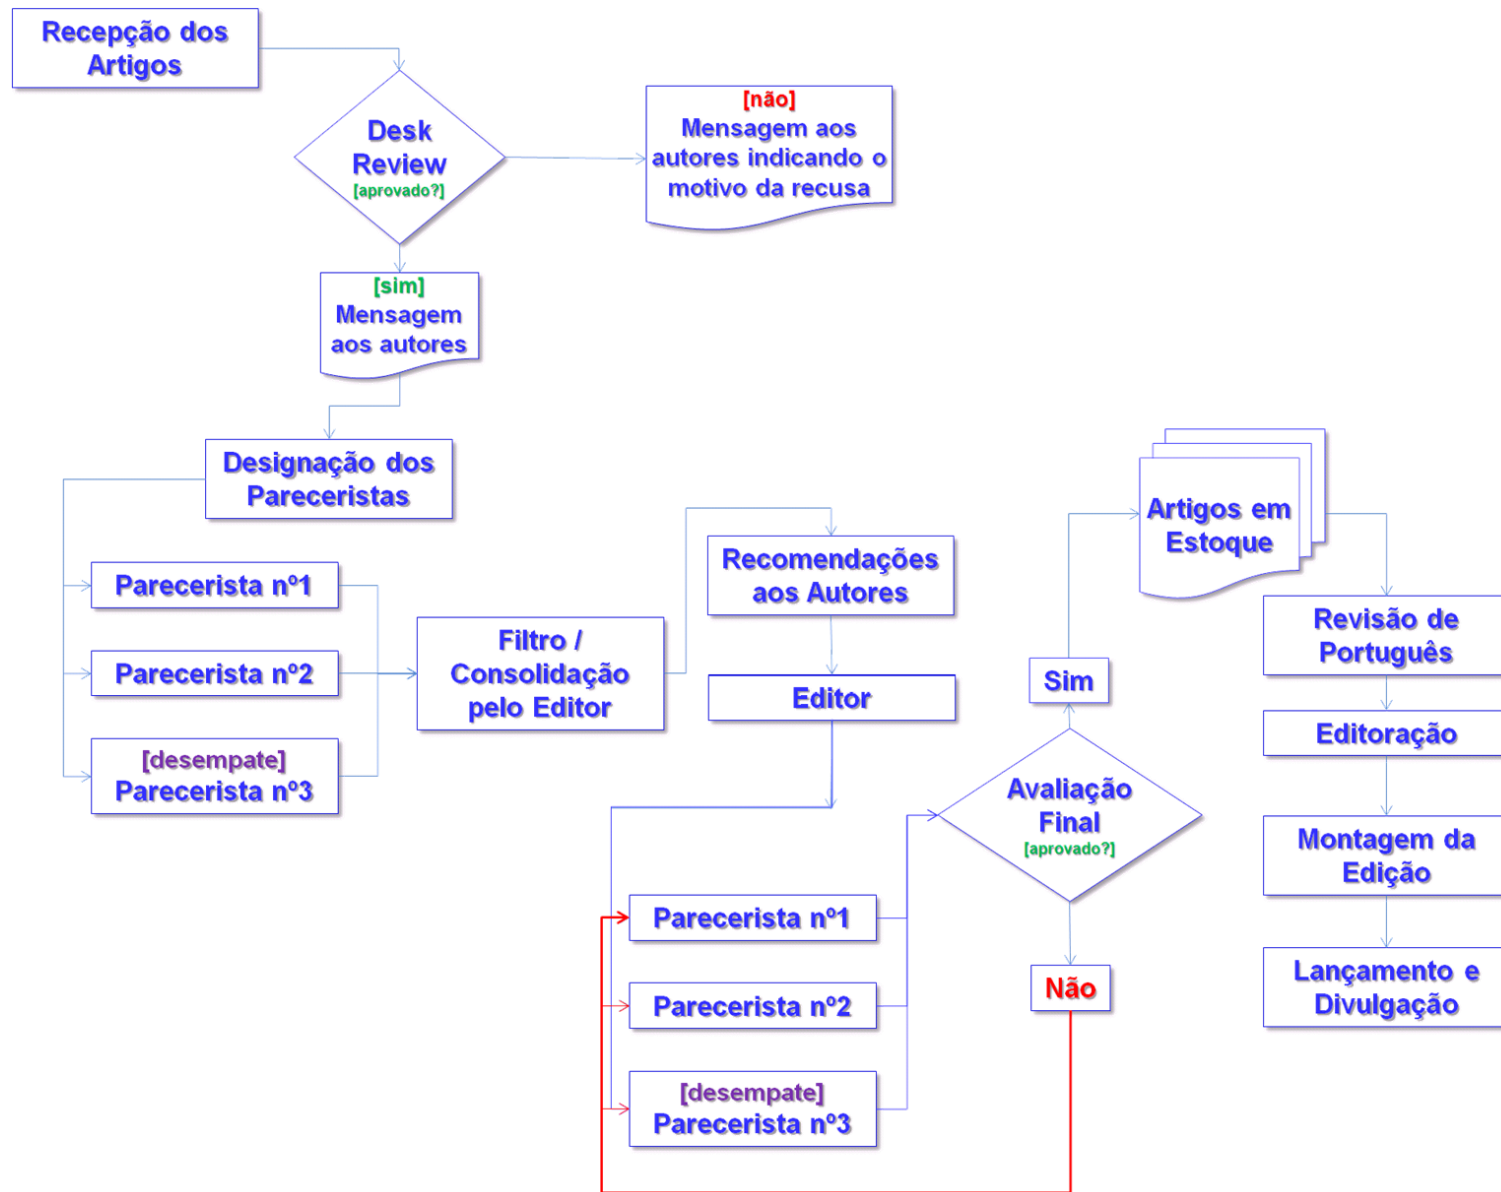 Recepção dos
Artigos
Desk
Review
[aprovado?]
[não]
Mensagem aos
autores indicando o
motivo da recusa
[sim]
Mensagem
aos autores
Designação dos
Pareceristas
Parecerista nº1
Parecerista nº2
[desempate]
Parecerista nº3
Filtro /
Consolidação
pelo Editor
Recomendações
aos Autores
Editor
Parecerista nº1
Parecerista nº2
[desempate]
Parecerista nº3
Avaliação
Final
[aprovado?]
Sim
Não
Artigos em
Estoque
Revisão de
Português
Editoração
Montagem da
Edição
Lançamento e
Divulgação